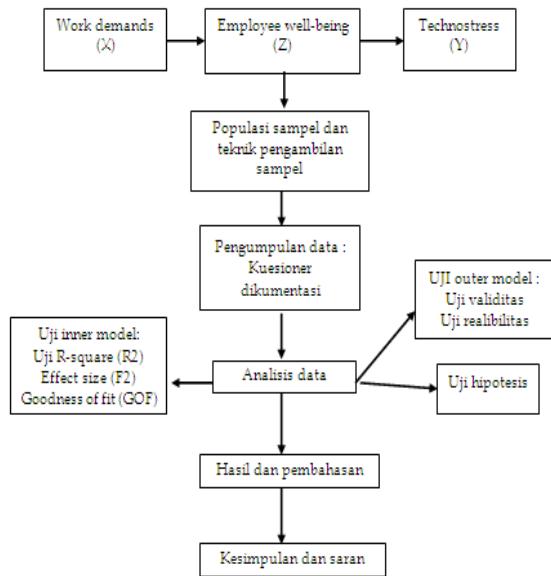 Work demands
(X)
Employee well-being
(Z)
Technostress
(Y)
Populasi sampel dan
teknik pengambilan
sampel
Pengumpulan data :
Kuesioner
dikumentasi
UJI outer model :
Uji validitas
Uji realibilitas
Uji inner model:
Uji R-square (R2)
Effect size (F2)
Goodness of fit (GOF)
Analisis data
Uji hipotesis
Hasil dan pembahasan
Kesimpulan dan saran